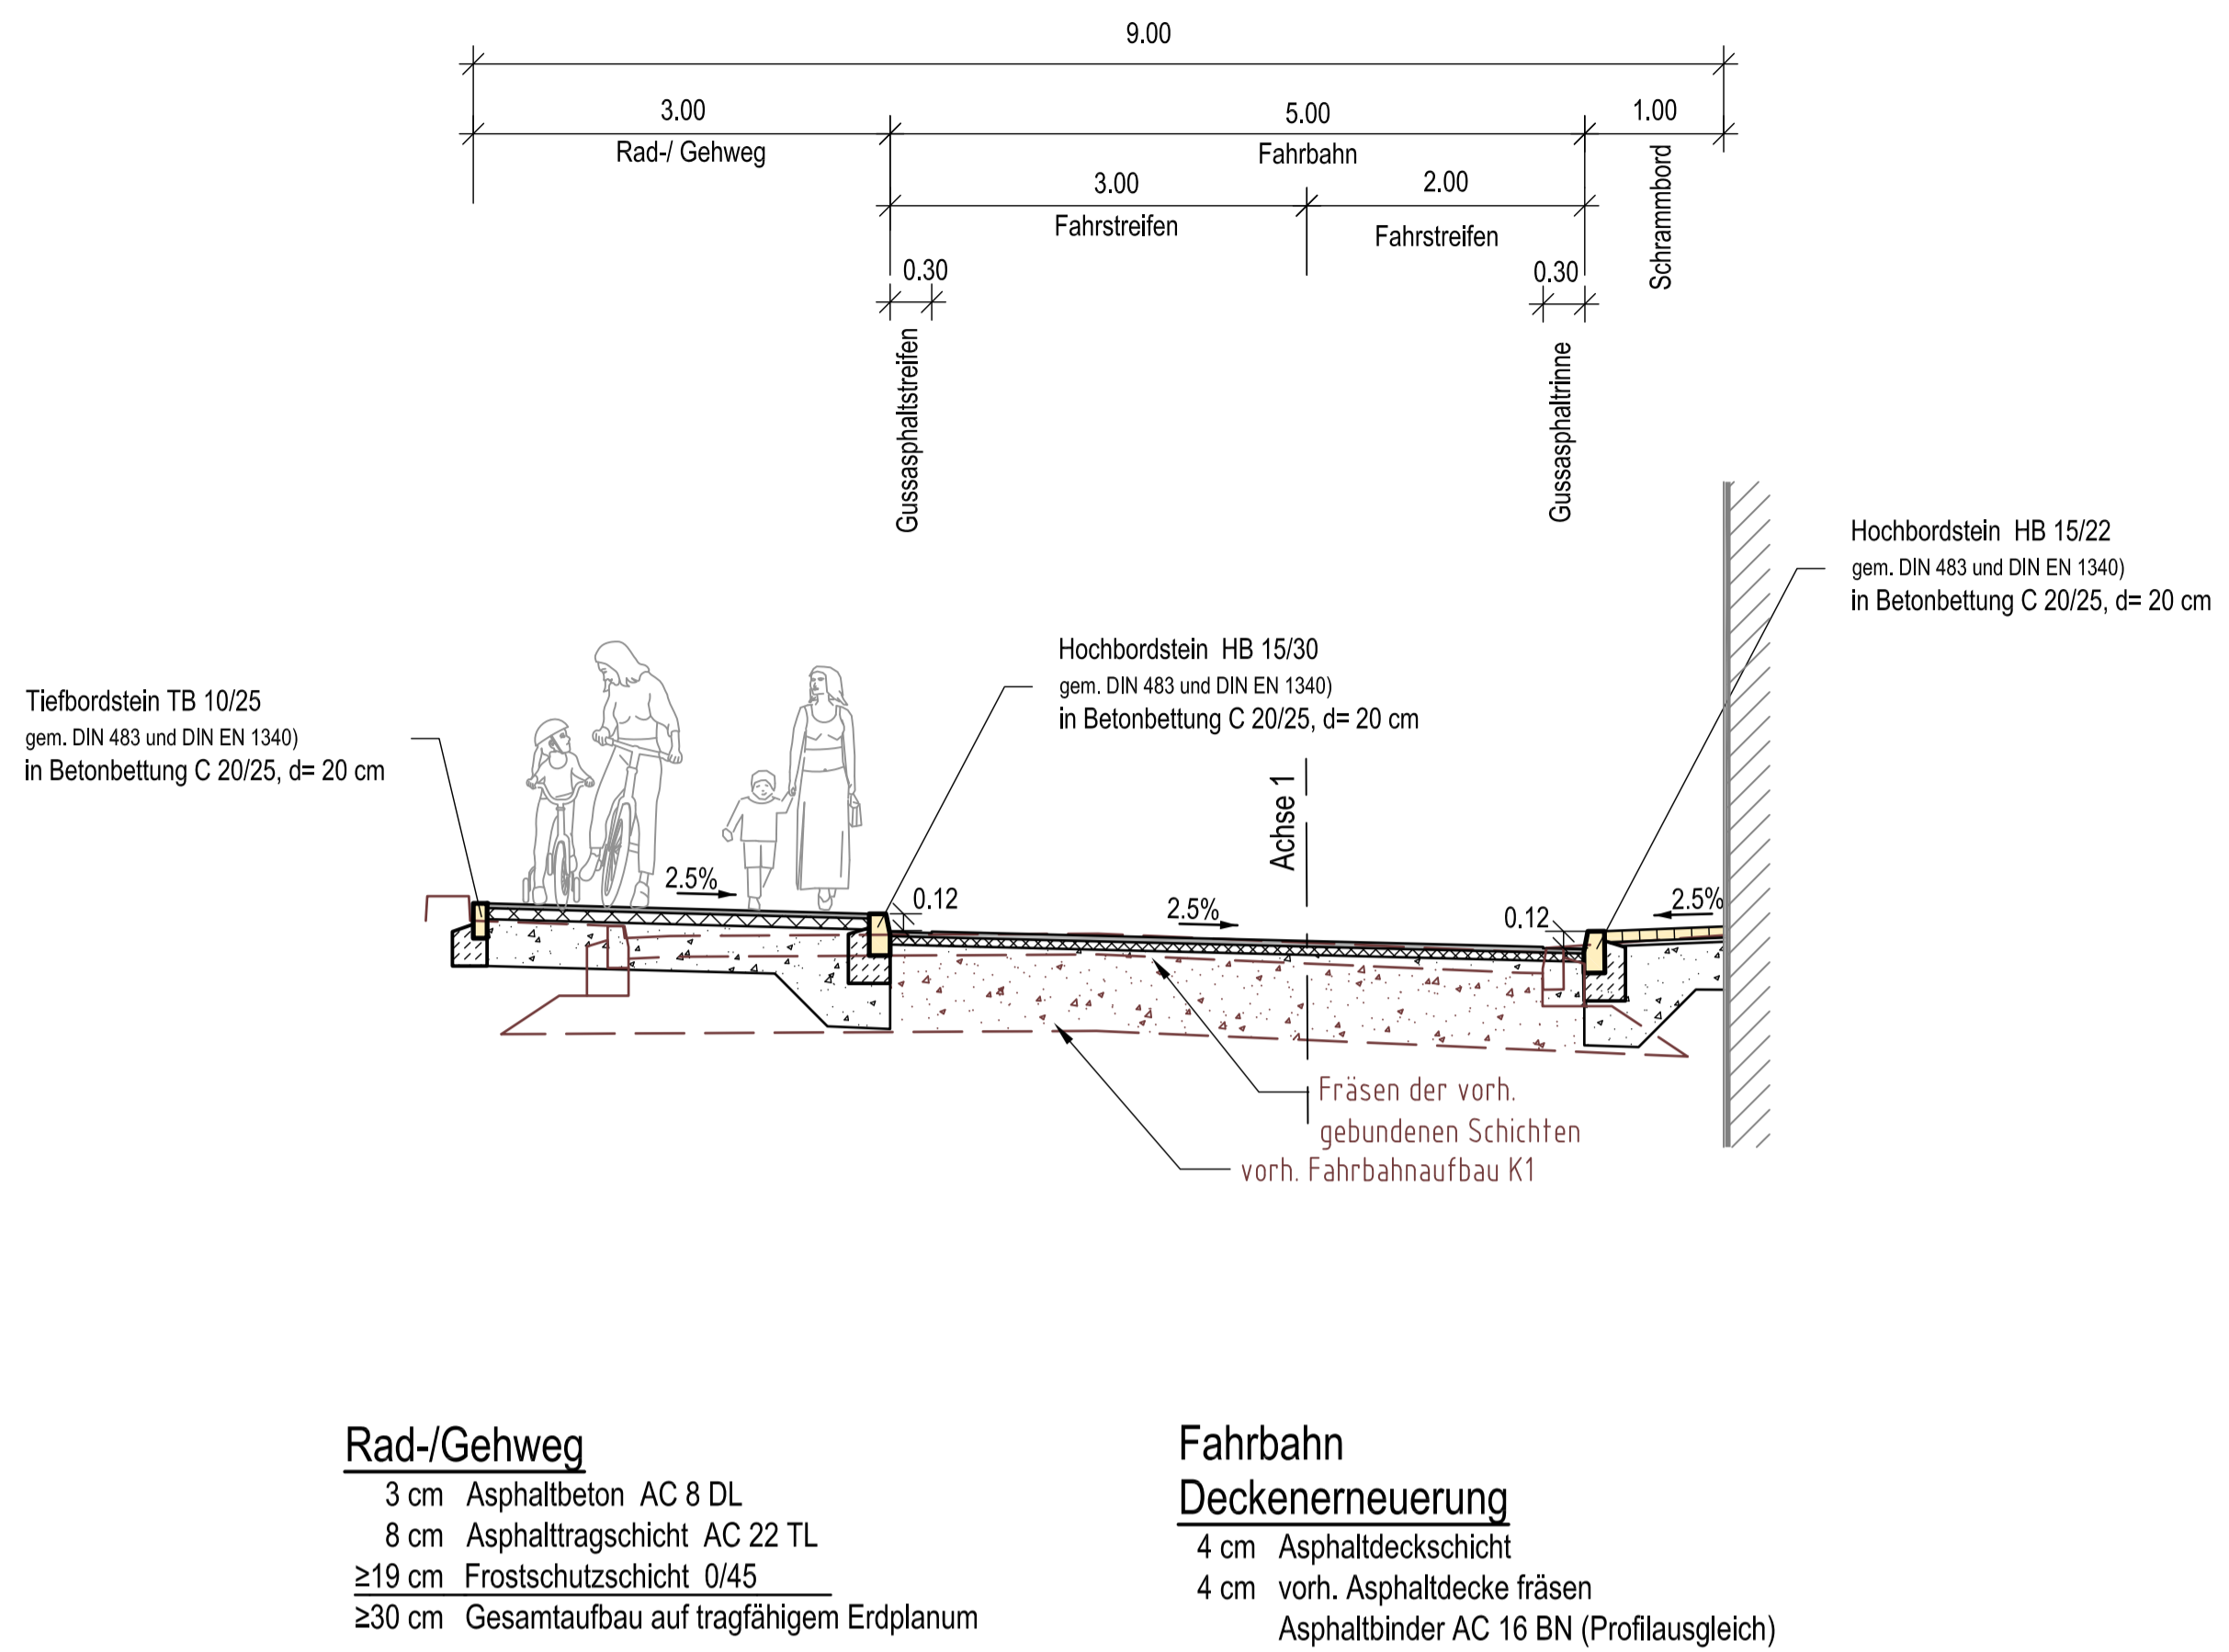 9.00
3.00
5.00
1.00
Rad-/ Gehweg
Fahrbahn
Schrammbord
3.00
2.00
Fahrstreifen
Fahrstreifen
0.30
0.30
Gussasphaltstreifen
Gussasphaltrinne
Hochbordstein HB 15/22
gem. DIN 483 und DIN EN 1340)
in Betonbettung C 20/25, d= 20 cm
Hochbordstein HB 15/30
gem. DIN 483 und DIN EN 1340)
in Betonbettung C 20/25, d= 20 cm
Tiefbordstein TB 10/25
gem. DIN 483 und DIN EN 1340)
in Betonbettung C 20/25, d= 20 cm
Achse 1
2.5%
0.12
2.5%
0.12
2.5%
Fräsen der vorh.
gebundenen Schichten
vorh. Fahrbahnaufbau K1
Rad-/Gehweg
3 cm Asphaltbeton AC 8 DL
8 cm Asphalttragschicht AC 22 TL
≥19 cm Frostschutzschicht 0/45
≥30 cm Gesamtaufbau auf tragfähigem Erdplanum
Fahrbahn
Deckenerneuerung
4 cm Asphaltdeckschicht
4 cm vorh. Asphaltdecke fräsen
Asphaltbinder AC 16 BN (Profilausgleich)